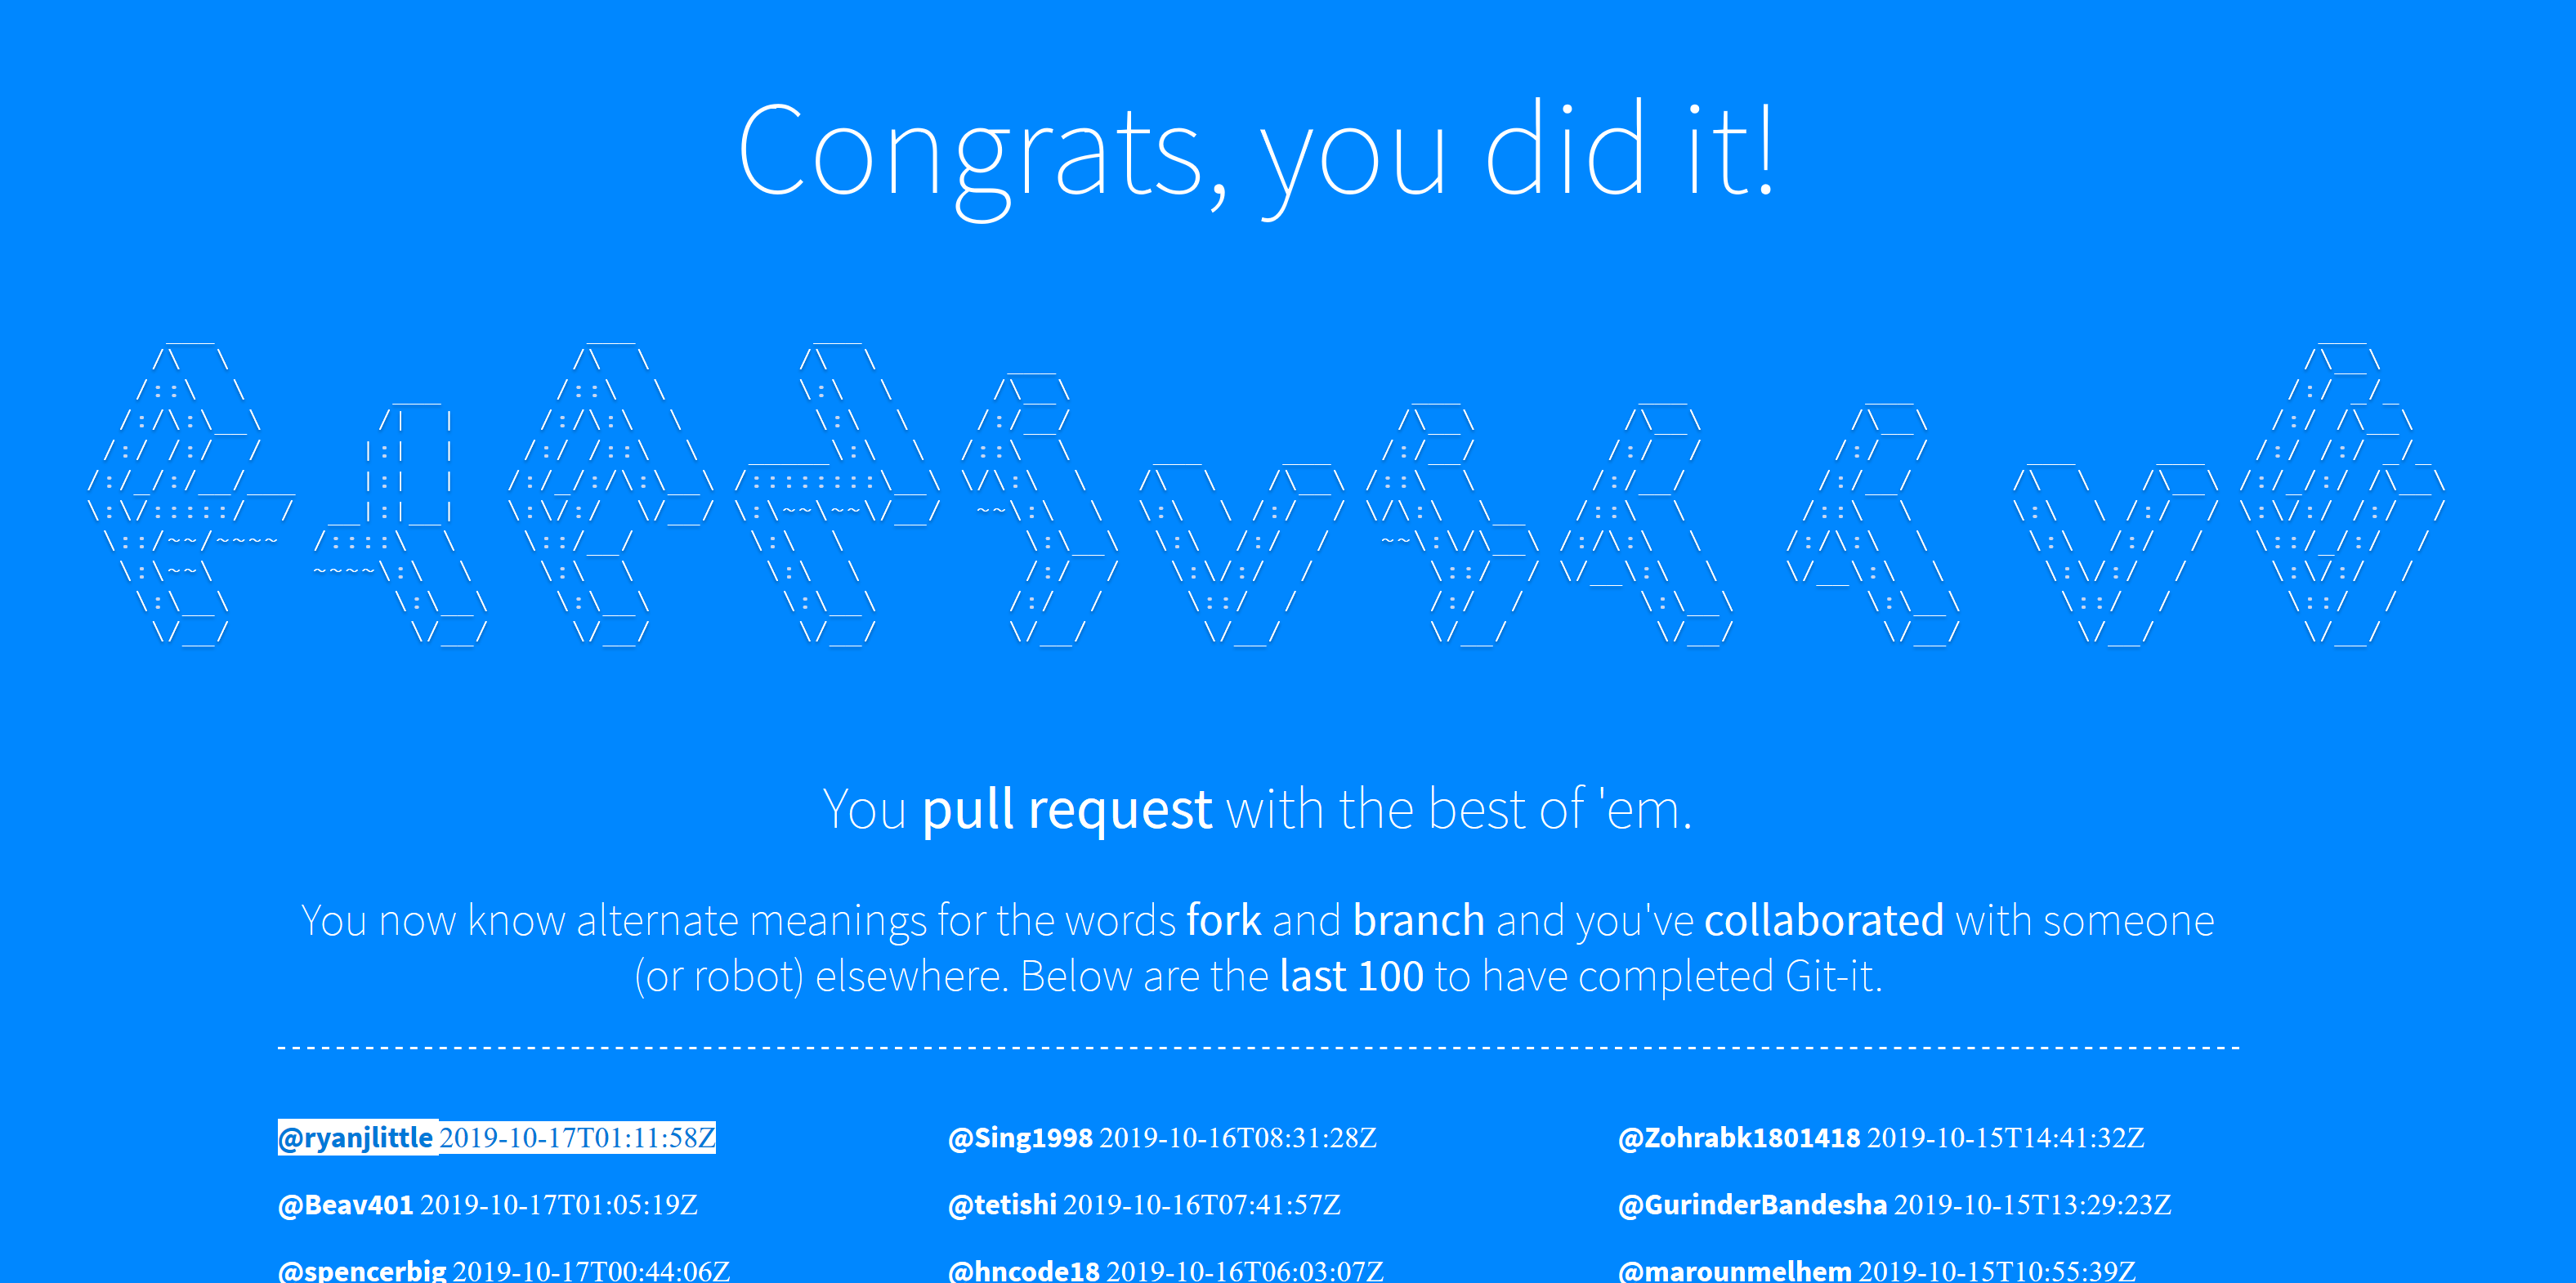 Congrats, you did it!
You pull request with the best of 'em.
You now know alternate meanings for the words fork and branch and you've collaborated with someone
(or robot) elsewhere. Below are the last 100 to have completed Git-it.
@ryanjlittle 2019-10-17T01:11:58Z
@Sing1998 2019-10-16T08:31:28Z
@Zohrabk1801418 2019-10-15T14:41:32Z
@Beav401 2019-10-17T01:05:19Z
@tetishi 2019-10-16T07:41:57Z
@GurinderBandesha 2019-10-15T13:29:23Z
@spencerbig 2019-10-17T00:44:06Z
@hncode18 2019-10-16T06:03:07Z
@marounmelhem 2019-10-15T10:55:39Z